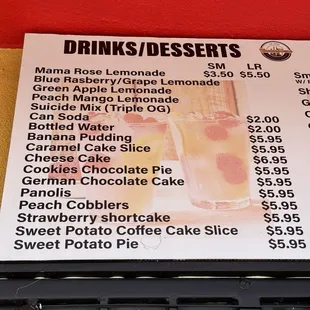 DRINKS/DESSERTS
SM LR
Mama Rose Lemonade $3.50 $5.50
Blue Rasberry/Grape Lemonade
Green Apple Lemonade
Peach Mango Lemonade
Suicide Mix (Triple OG)
Can Soda $2.00
Bottled Water $2.00
Banana Pudding $5.95
Caramel Cake Slice $5.95
Cheese Cake $6.95
Cookies Chocolate Pie $5.95
German Chocolate Cake $5.95
Panolis $5.95
Peach Cobblers $5.95
Strawberry shortcake $5.95
Sweet Potato Coffee Cake Slice $5.95
Sweet Potato Pie $5.95